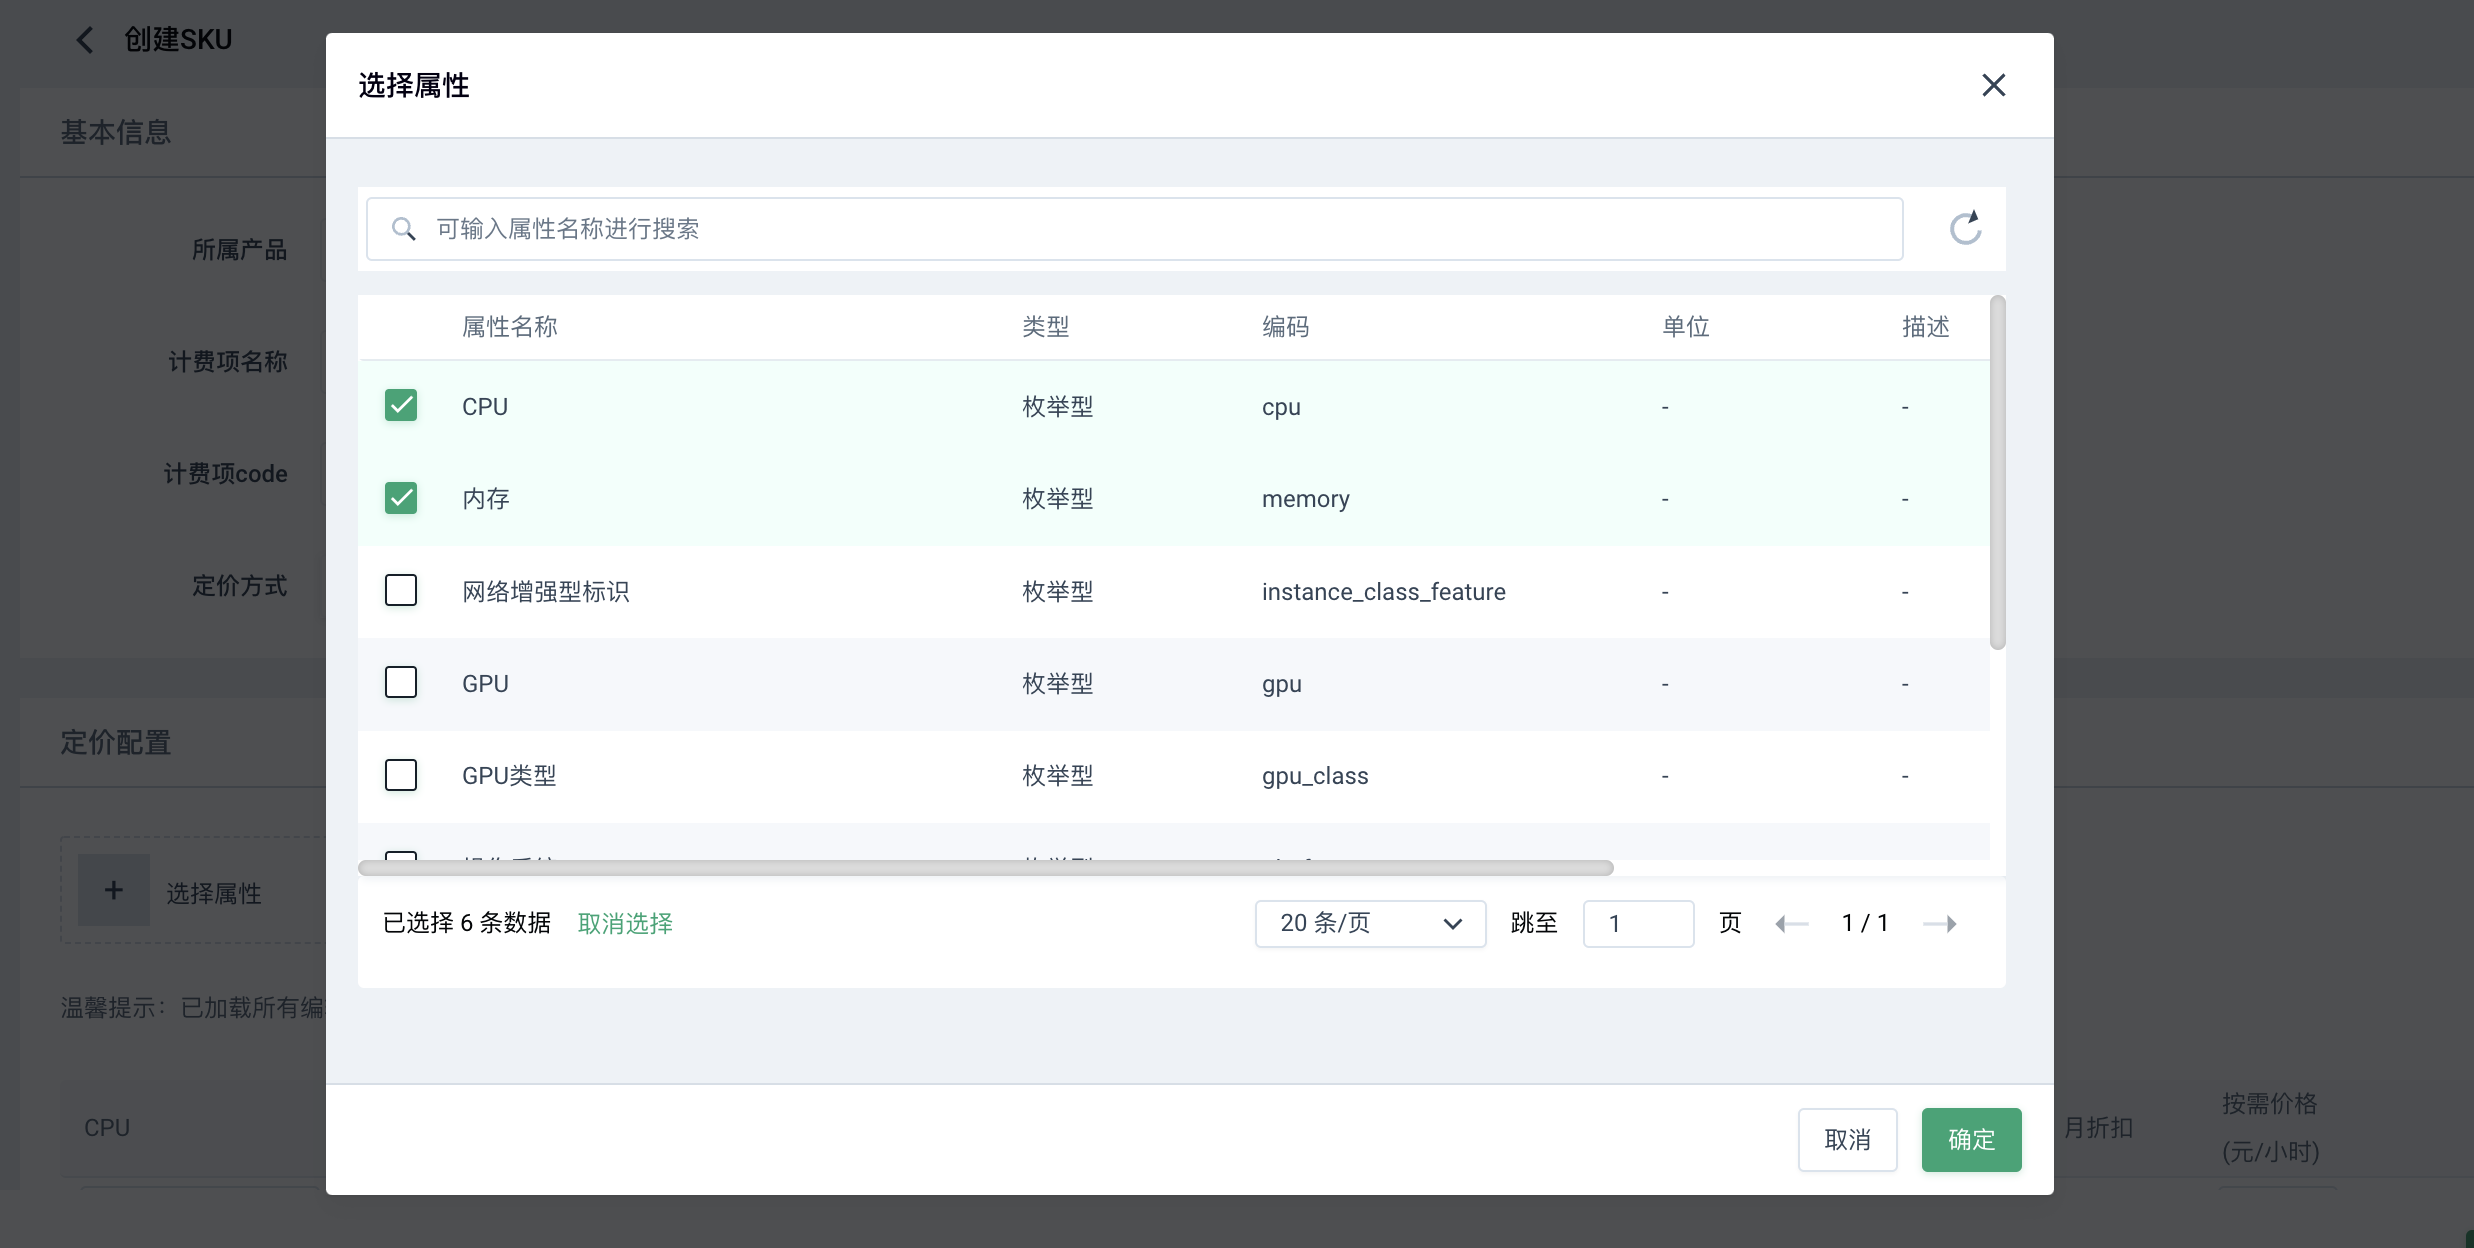 创建SKU
基本信息
所属产品
计费项名称
计费项code
定价方式
定价配置
+ 选择属性
温馨提示：已加载所有编
CPU
月折扣
按需价格
(元/小时)
选择属性
可输入属性名称进行搜索
属性名称 类型 编码 单位 描述
CPU 枚举型 cpu - -
内存 枚举型 memory - -
网络增强型标识 枚举型 instance_class_feature - -
GPU 枚举型 gpu - -
GPU类型 枚举型 gpu_class - -
已选择 6 条数据 取消选择 20 条/页 跳至 1 页 1 / 1
取消 确定